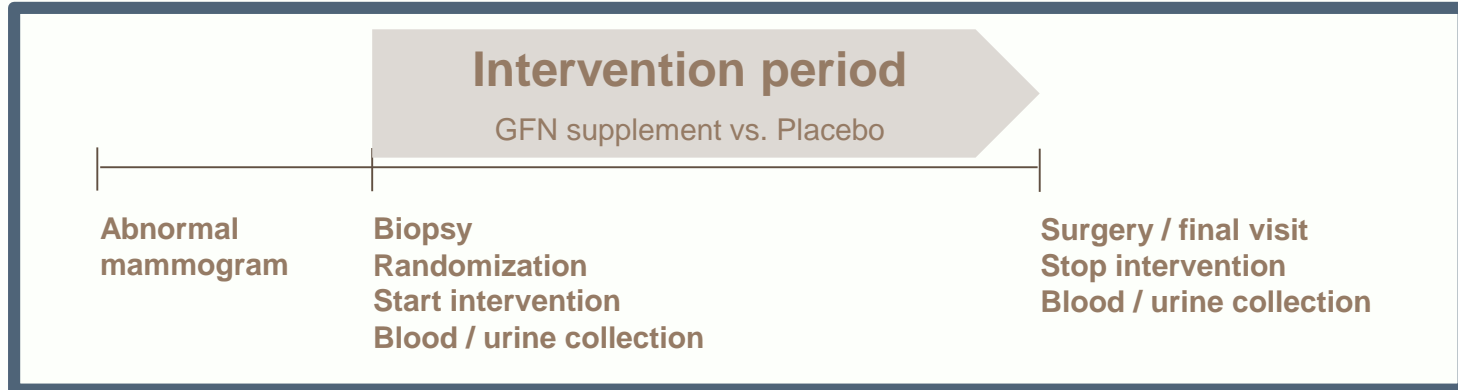 Intervention period
GFN supplement vs. Placebo
Abnormal
mammogram
Biopsy
Randomization
Start intervention
Blood / urine collection
Surgery / final visit
Stop intervention
Blood / urine collection